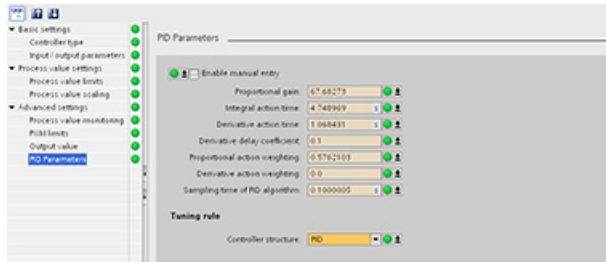 Basic settings
Controller type
Input / output parameters
Process value settings
Process value limits
Process value scaling
Advanced settings
Process value monitoring
PWM limits
Output value
PID Parameters
PID Parameters
Enable manual entry
Proportional gain: 67.68273
Integral action time: 4.748969 s
Derivative action time: 1.068431 s
Derivative delay coefficient: 0.1
Proportional action weighting: 0.5762903
Derivative action weighting: 0.0
Sampling time of PID algorithm: 0.1000005 s
Tuning rule
Controller structure: PID